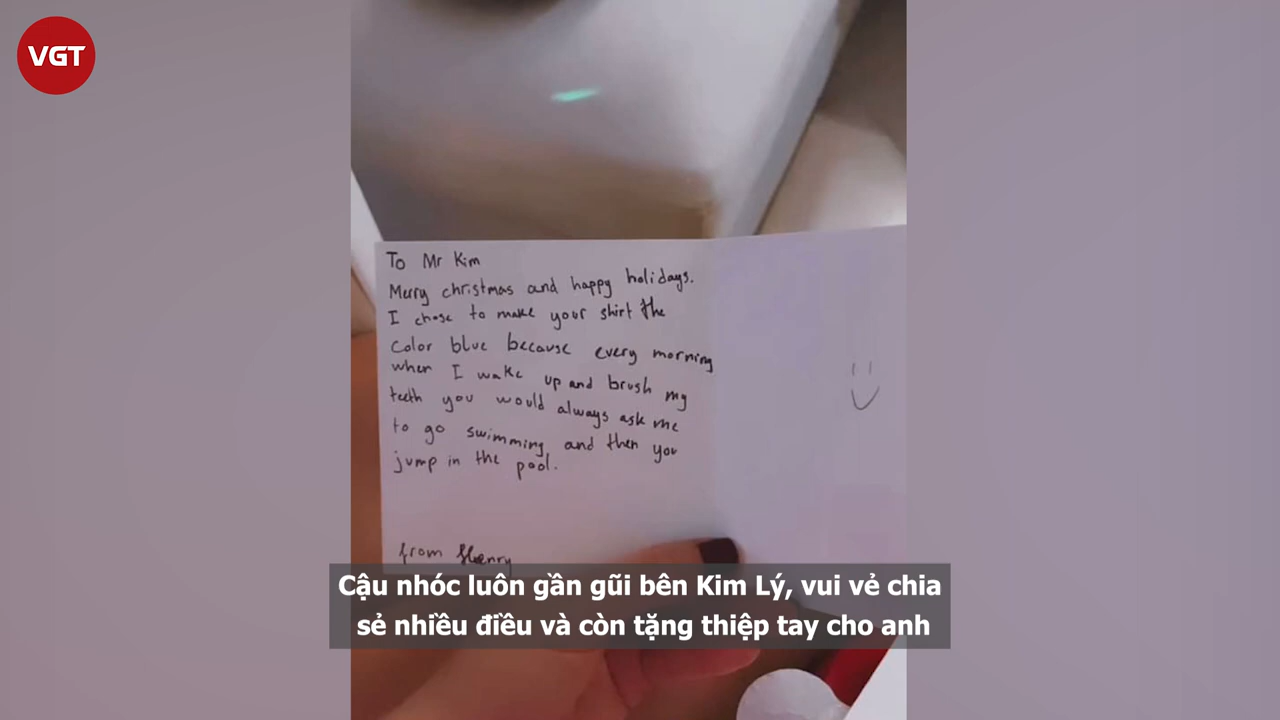 VGT
To Mr Kim
Merry christmas and happy holidays.
I chose to make your shirt the
color blue because every morning
when I wake up and brush my
teeth you would always ask me
to go swimming and then you
jump in the pool.
from Henry
Cậu nhóc luôn gần gũi bên Kim Lý, vui vẻ chia
sẻ nhiều điều và còn tặng thiệp tay cho anh